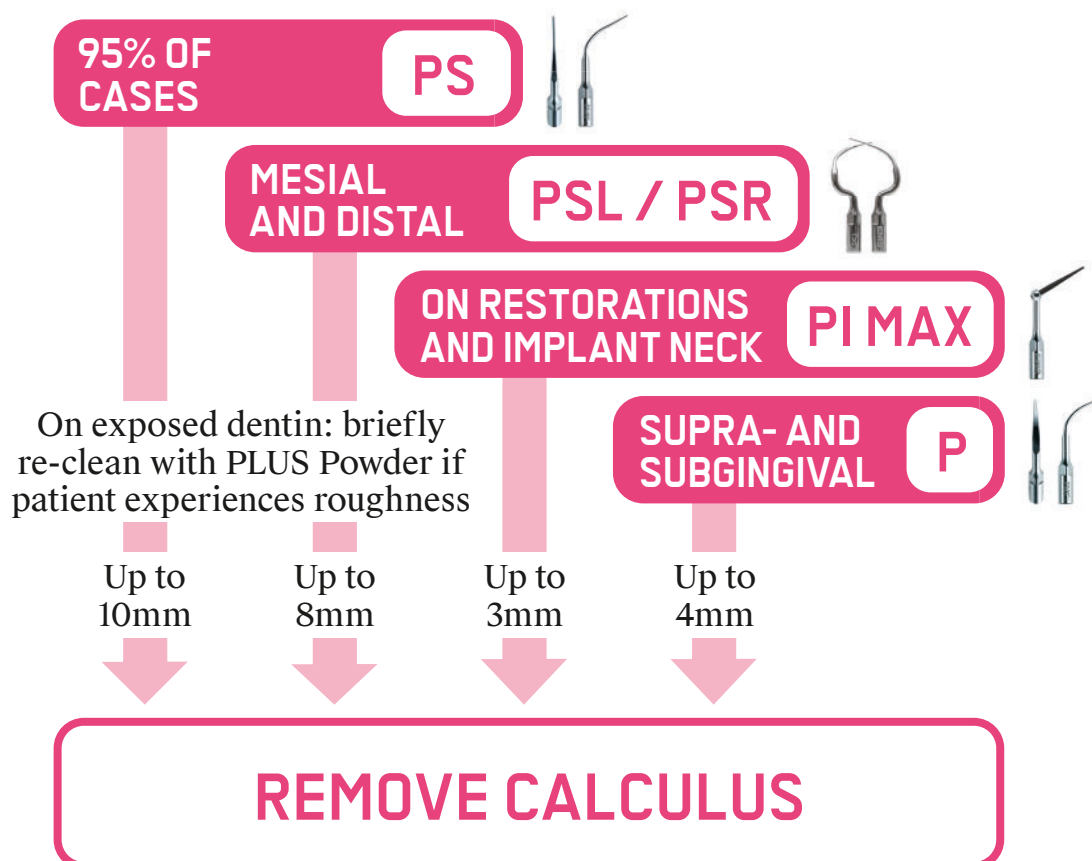 95% OF
CASES
PS
MESIAL
AND DISTAL
PSL / PSR
ON RESTORATIONS
AND IMPLANT NECK
PI MAX
SUPRA- AND
SUBGINGIVAL
P
On exposed dentin: briefly
re-clean with PLUS Powder if
patient experiences roughness
Up to
10mm
Up to
8mm
Up to
3mm
Up to
4mm
REMOVE CALCULUS